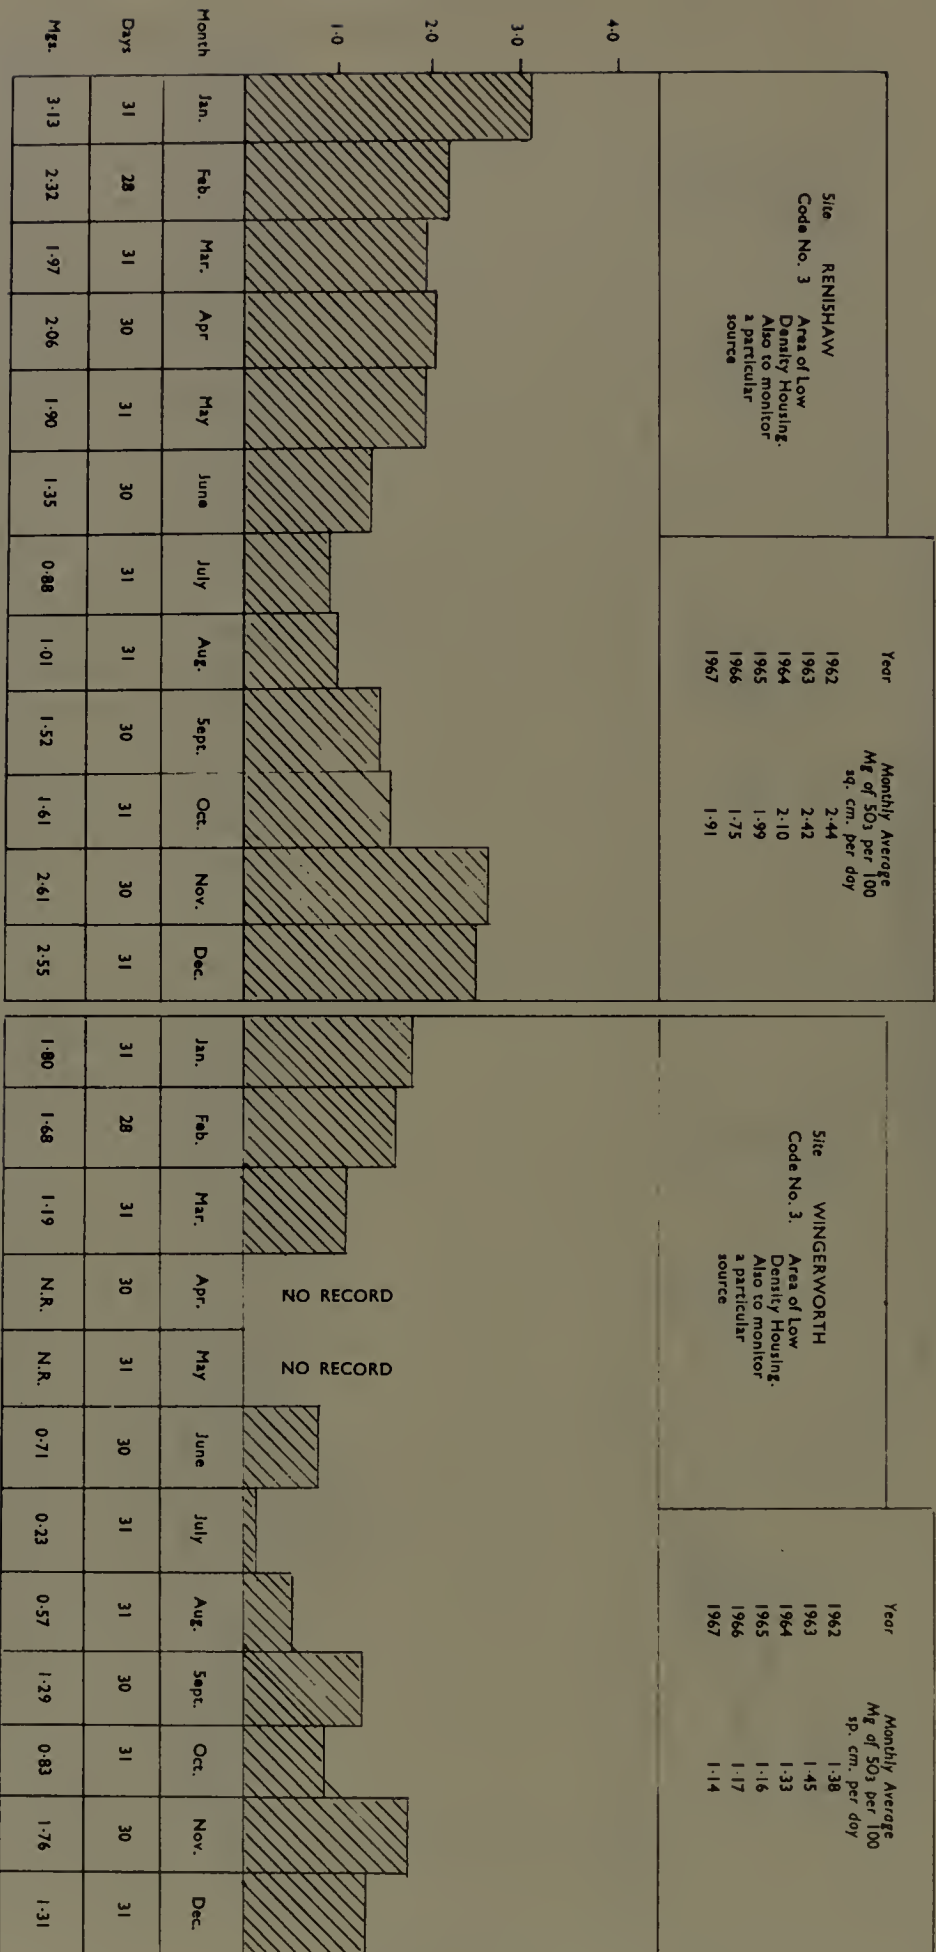 Site RENISHAW
Code No. 3 Area of Low
Density Housing.
Also to monitor
a particular
source
Year Monthly Average
Mg of SO3 per 100
sq. cm. per day
1962 2·44
1963 2·42
1964 2·10
1965 1·99
1966 1·75
1967 1·91
4·0
3·0
2·0
1·0
Month Jan. Feb. Mar. Apr May June July Aug. Sept. Oct. Nov. Dec.
Days 31 28 31 30 31 30 31 31 30 31 30 31
Mgs. 3·13 2·32 1·97 2·06 1·90 1·35 0·88 1·01 1·52 1·61 2·61 2·55
Site WINGERWORTH
Code No. 3. Area of Low
Density Housing.
Also to monitor
a particular
source
Year Monthly Average
Mg of SO3 per 100
sp. cm. per day
1962 1·38
1963 1·45
1964 1·33
1965 1·16
1966 1·17
1967 1·14
NO RECORD
NO RECORD
Jan. Feb. Mar. Apr. May June July Aug. Sept. Oct. Nov. Dec.
31 28 31 30 31 30 31 31 30 31 30 31
1·80 1·68 1·19 N.R. N.R. 0·71 0·23 0·57 1·29 0·83 1·76 1·31